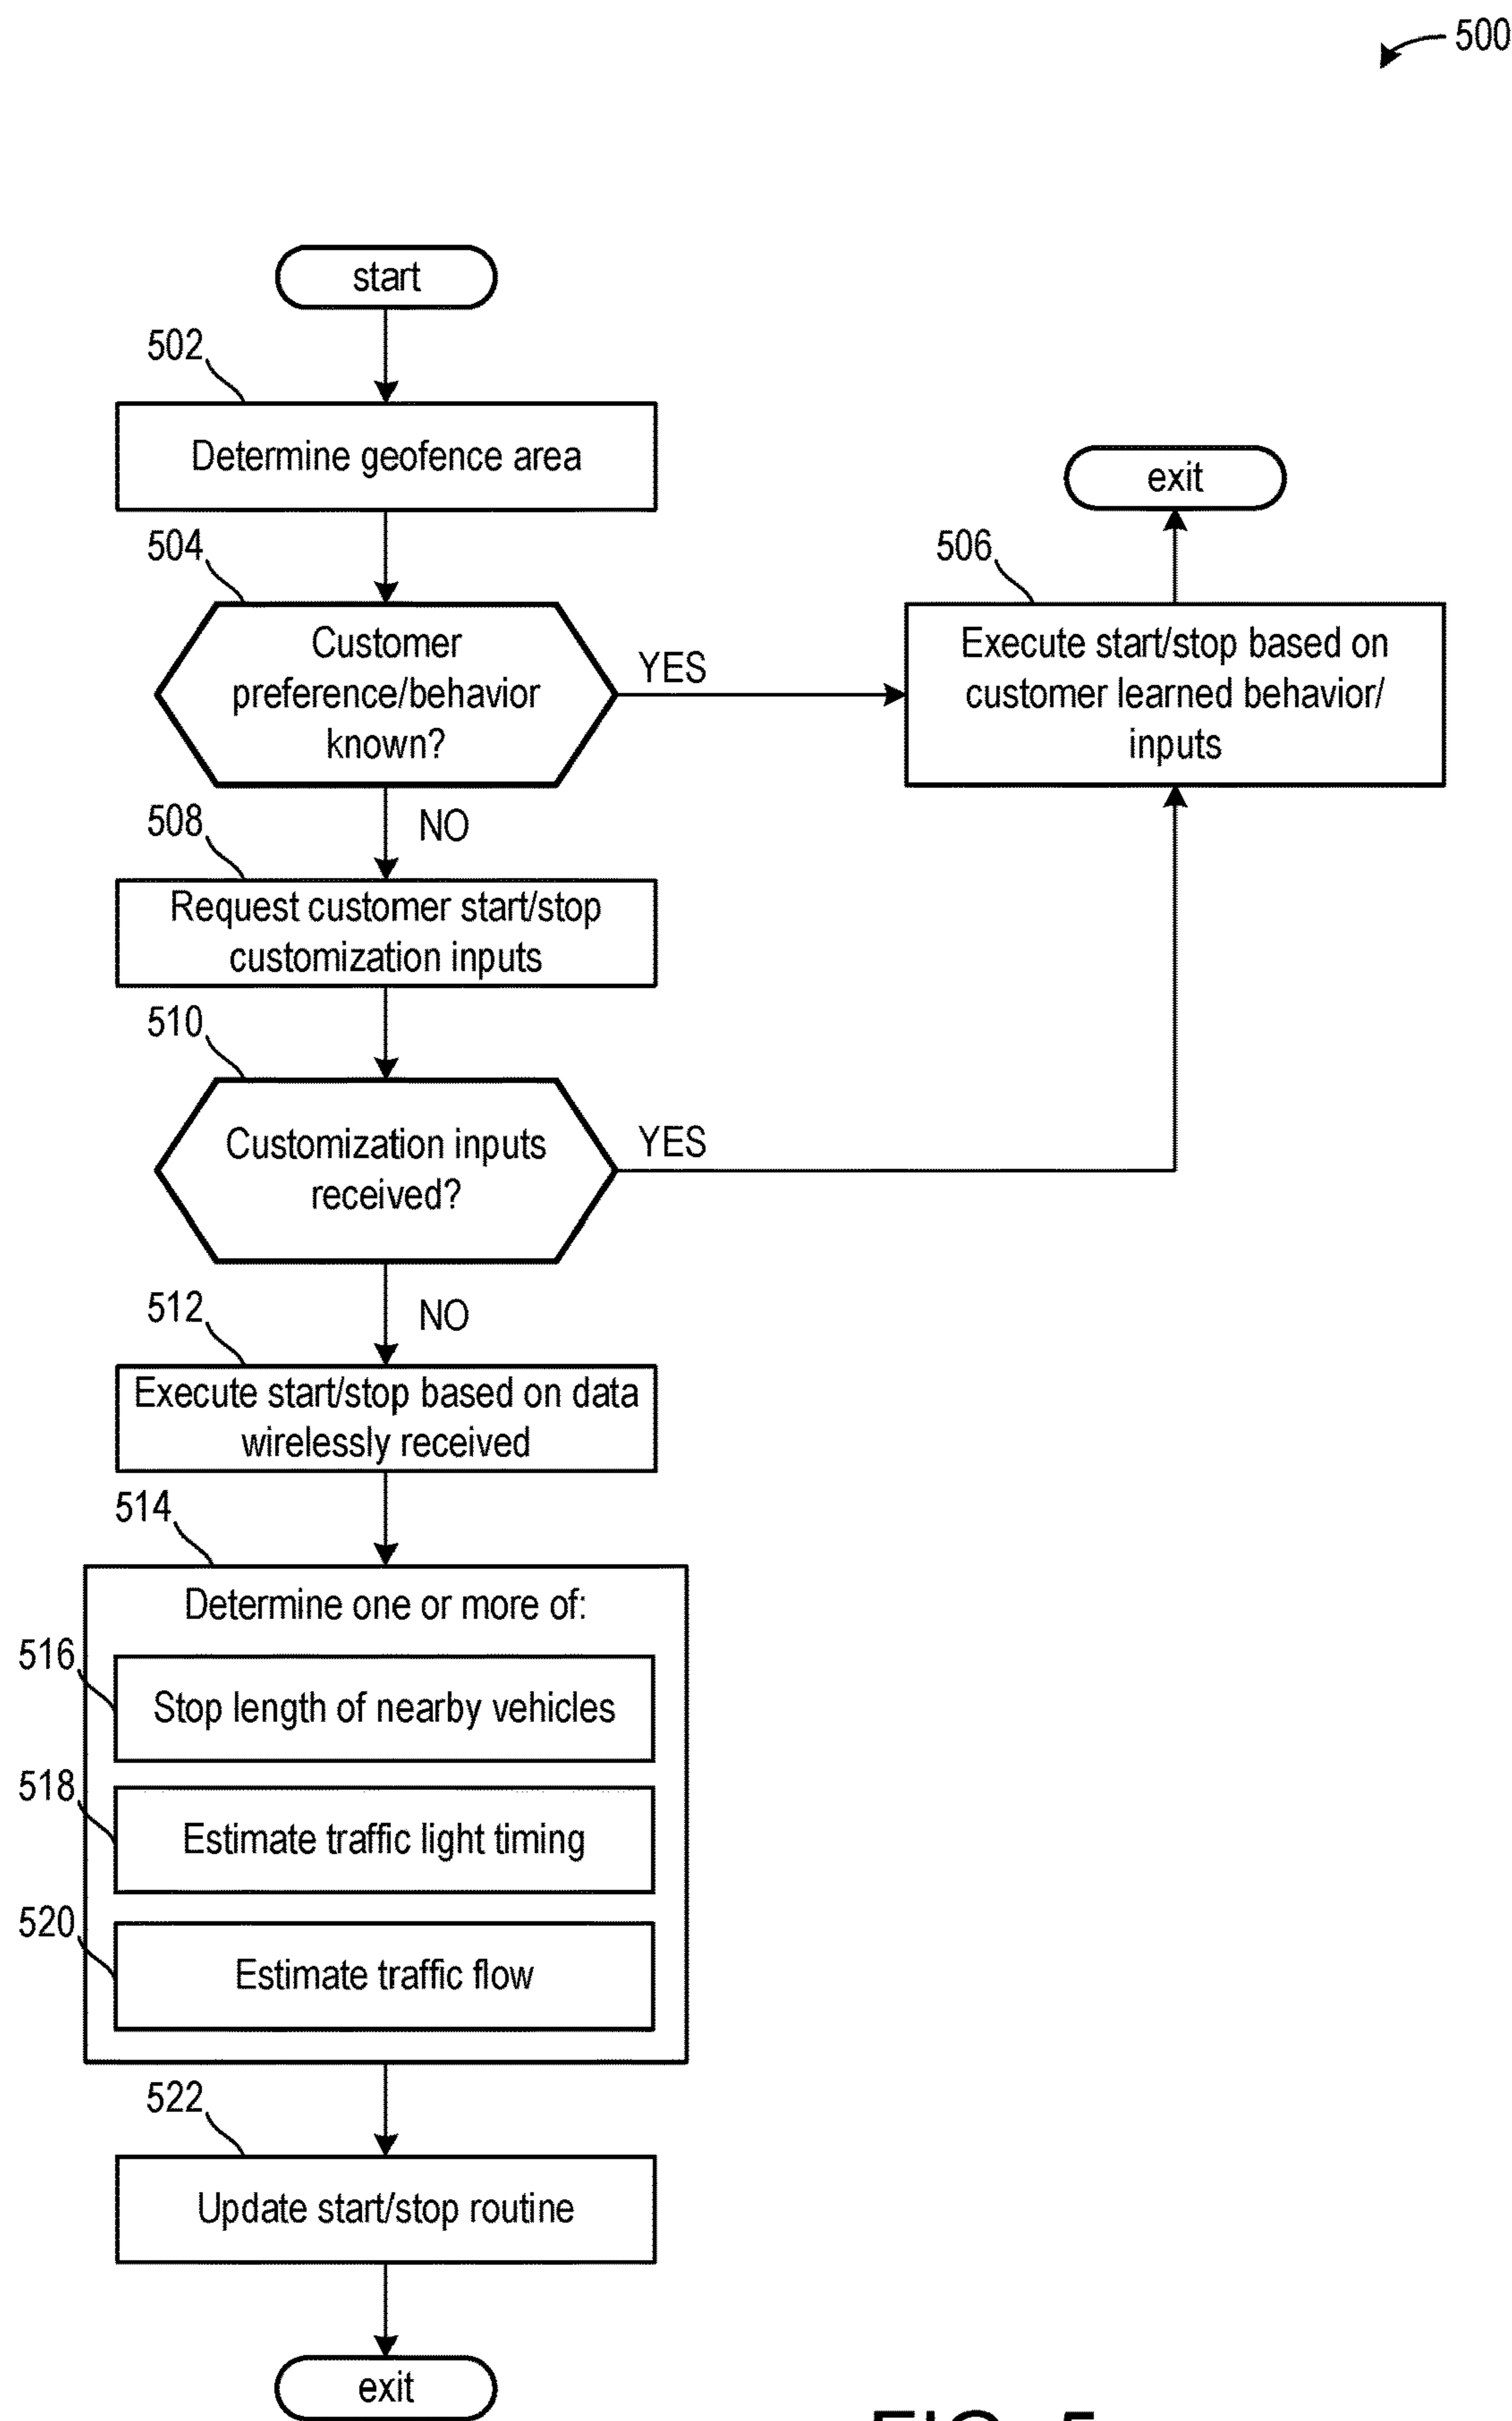 500
start
502
Determine geofence area
exit
504
506
Customer
preference/behavior
known?
YES
Execute start/stop based on
customer learned behavior/
inputs
508
NO
Request customer start/stop
customization inputs
510
Customization inputs
received?
YES
512
NO
Execute start/stop based on data
wirelessly received
514
Determine one or more of:
516
Stop length of nearby vehicles
518
Estimate traffic light timing
520
Estimate traffic flow
522
Update start/stop routine
exit
FIG. 5